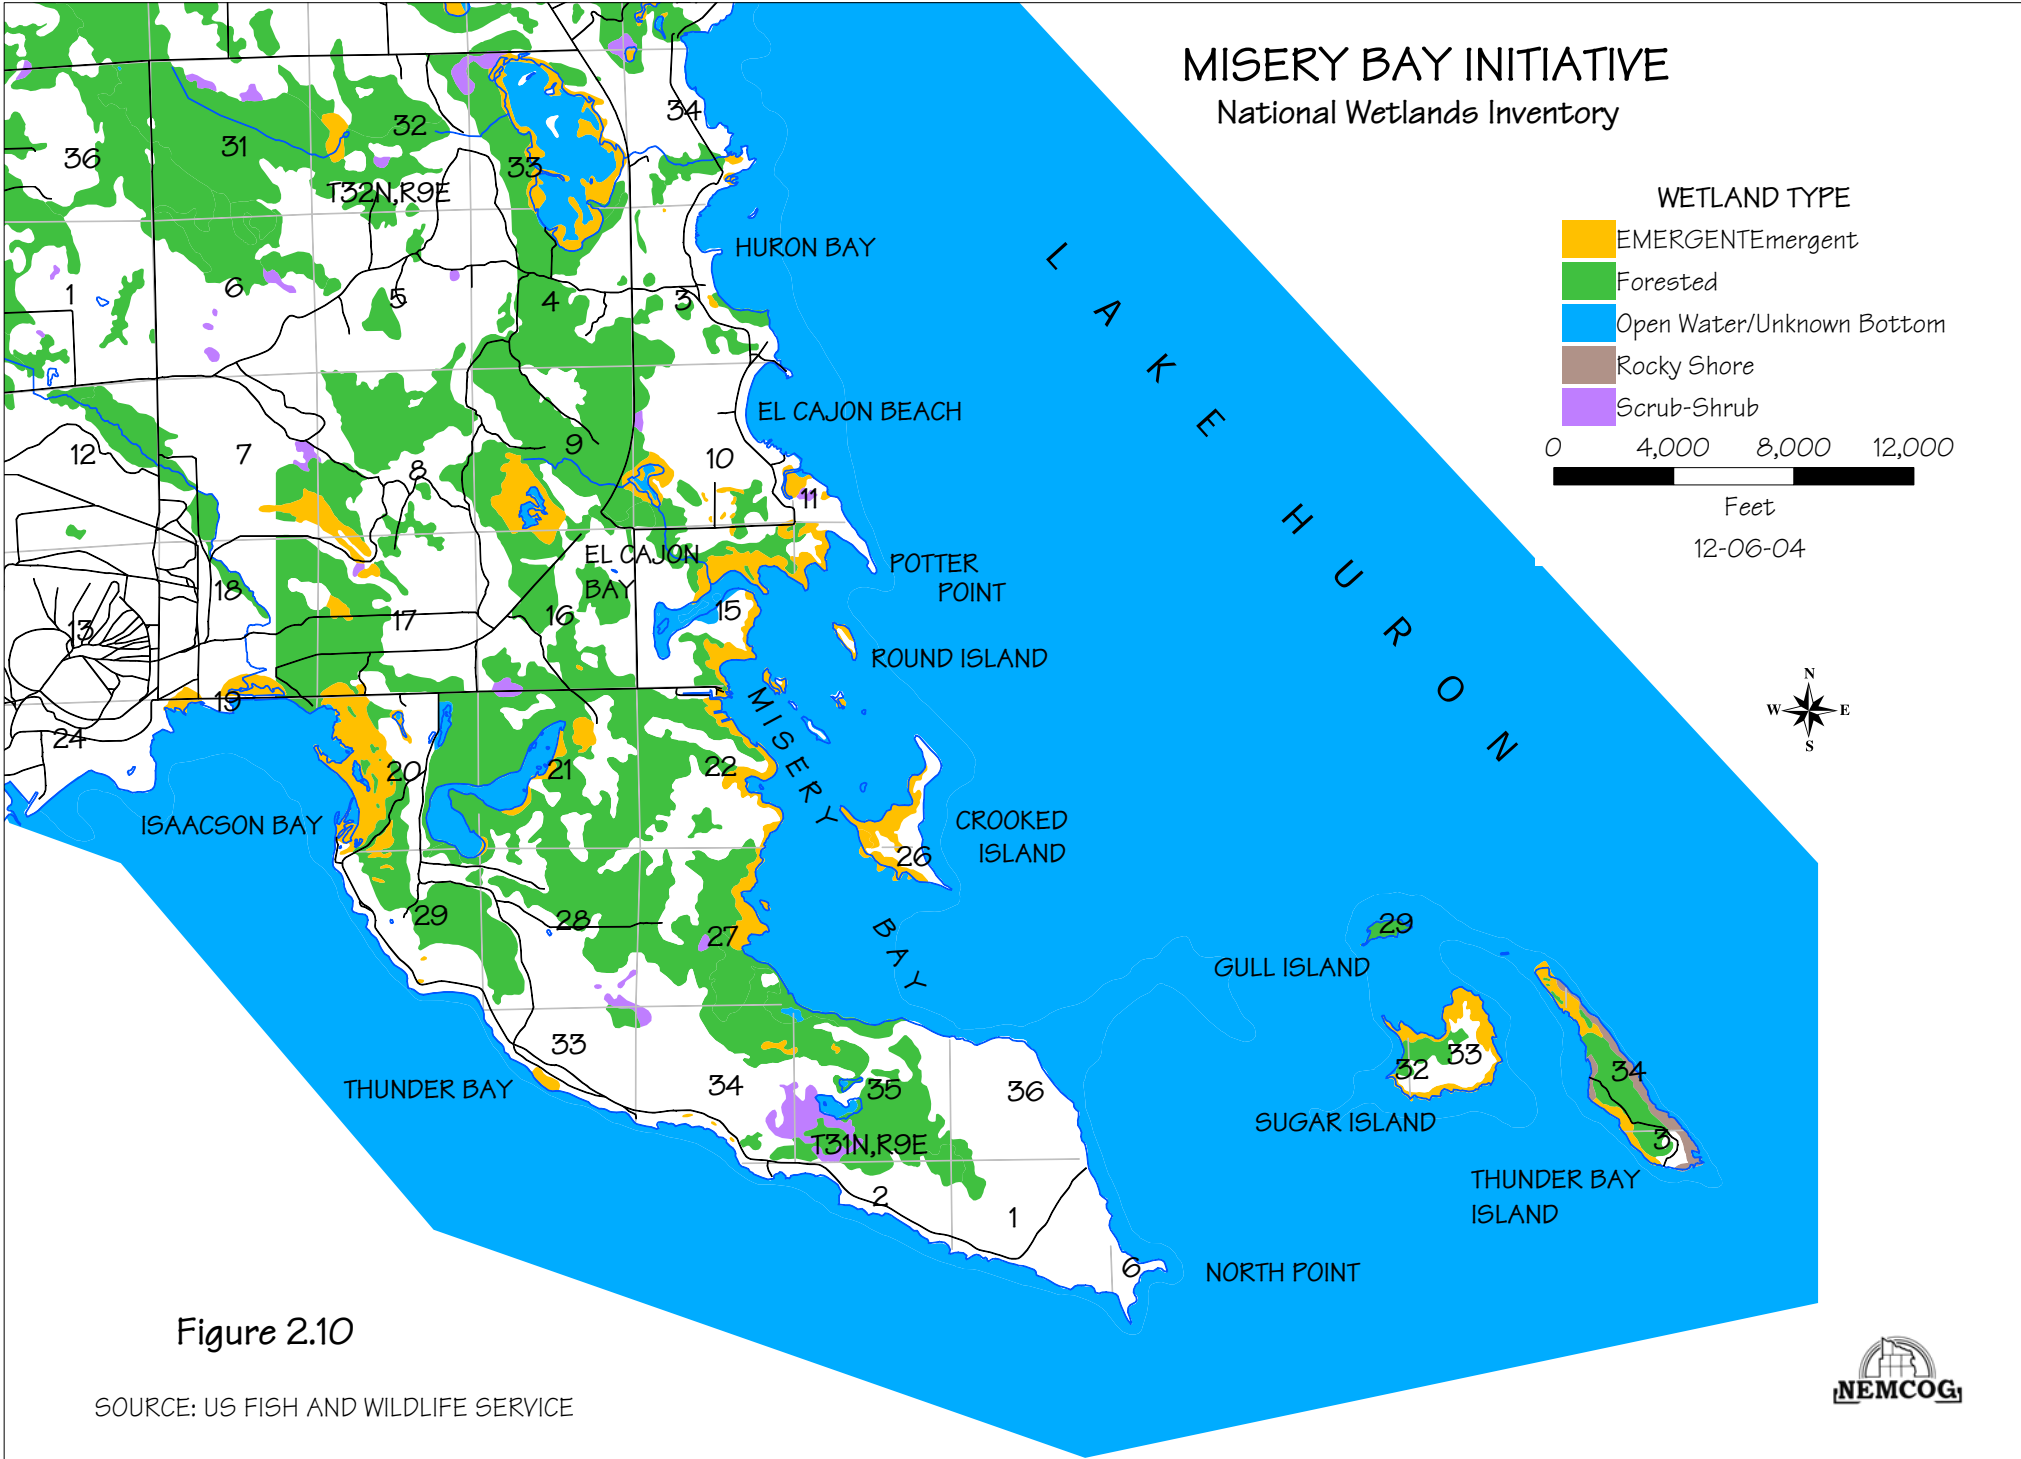 MISERY BAY INITIATIVE
National Wetlands Inventory
WETLAND TYPE
EMERGENTEmergent
Forested
Open Water/Unknown Bottom
Rocky Shore
Scrub-Shrub
0 4,000 8,000 12,000
Feet
12-06-04
N
W E
S
LAKE HURON
34
32
31
36
33
T32N,R9E
HURON BAY
1
6
5
4
3
EL CAJON BEACH
12
7
8
9
10
11
EL CAJON
BAY
POTTER
POINT
18
17
16
15
13
ROUND ISLAND
MISERY
BAY
19
24
20
21
22
ISAACSON BAY
CROOKED
ISLAND
26
29
28
27
29
GULL ISLAND
33
34
35
36
32
33
34
THUNDER BAY
SUGAR ISLAND
T31N,R9E
3
THUNDER BAY
ISLAND
2
1
6
NORTH POINT
Figure 2.10
SOURCE: US FISH AND WILDLIFE SERVICE
NEMCOG